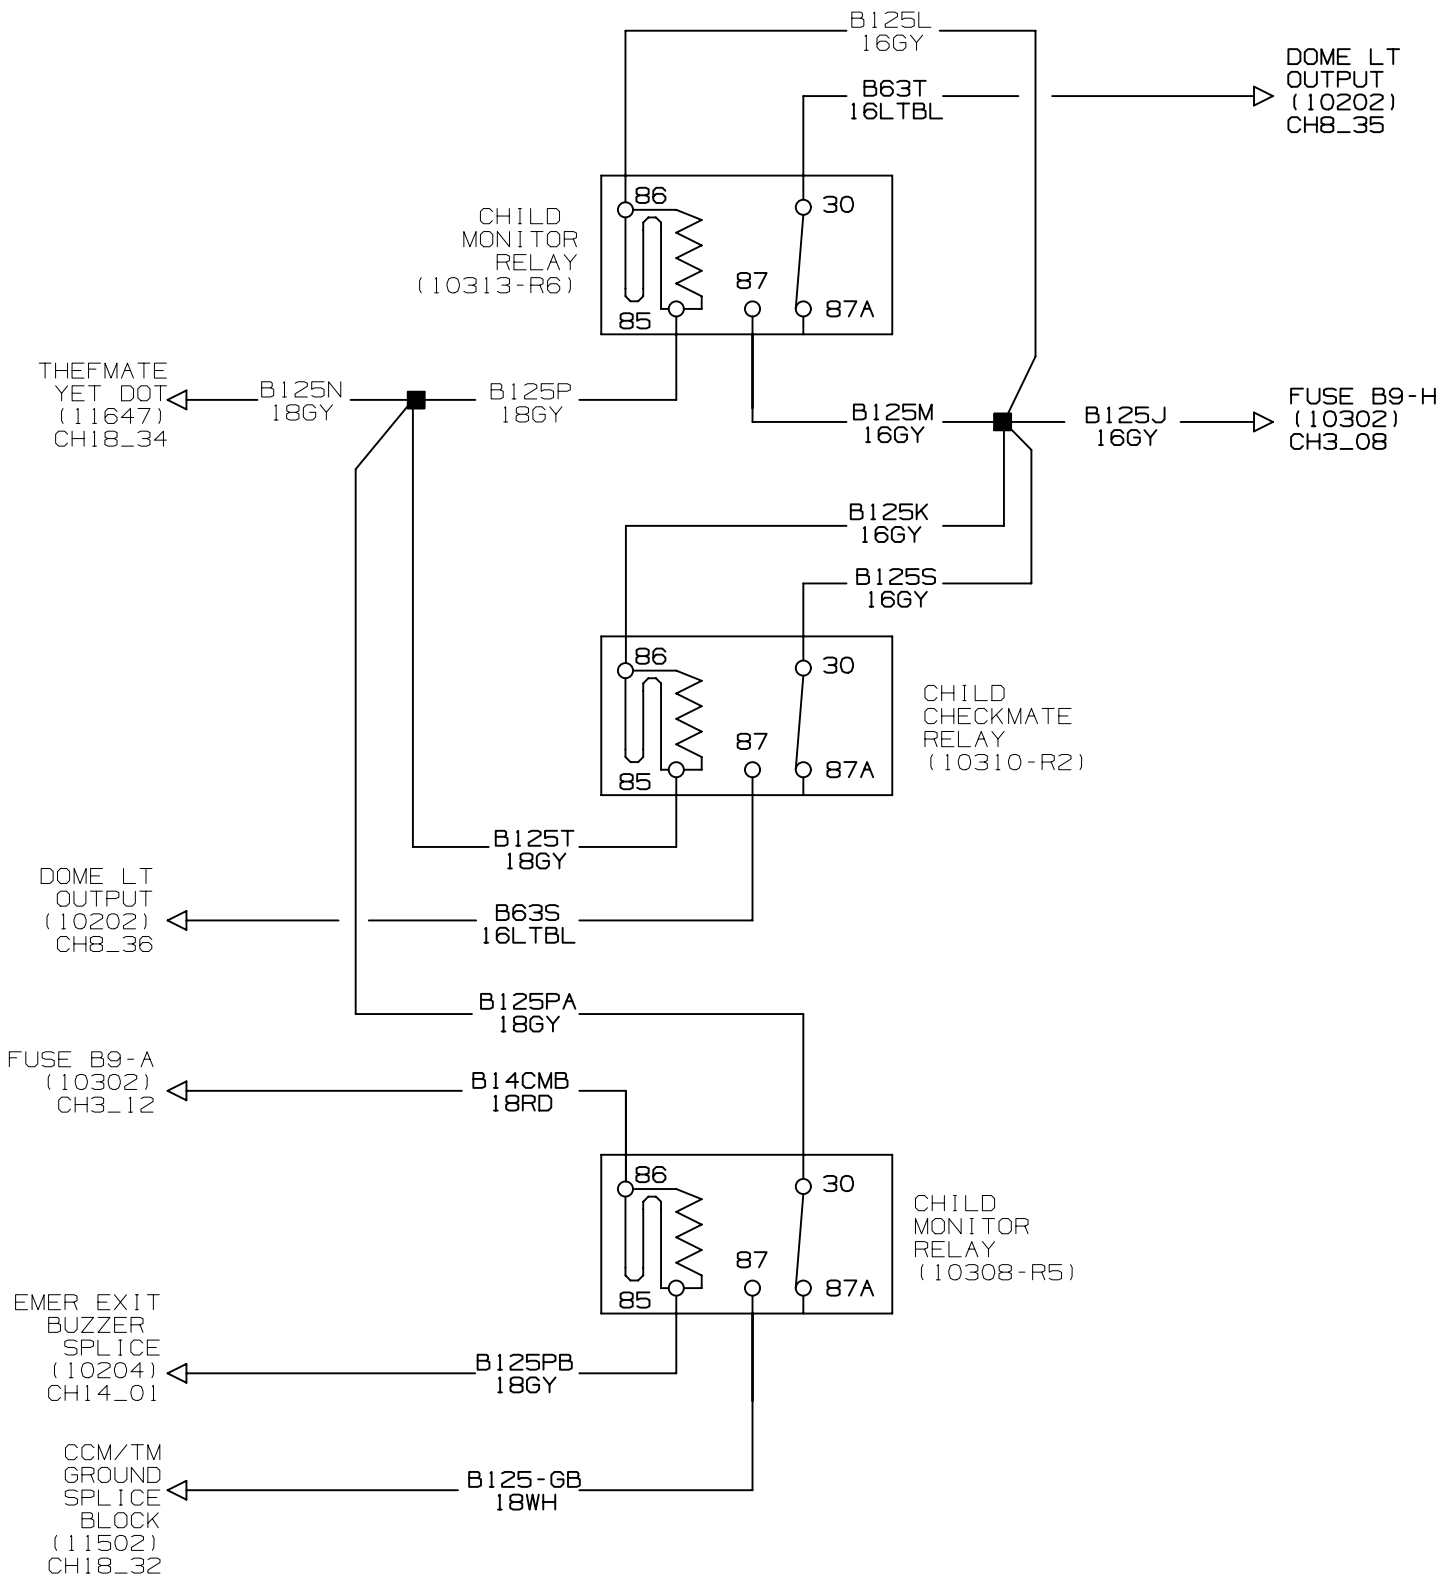 B125L
16GY
B63T
16LTBL
DOME LT
OUTPUT
(10202)
CH8_35
86
30
87
85
87A
CHILD
MONITOR
RELAY
(10313-R6)
THEFMATE
YET DOT
(11647)
CH18_34
B125N
18GY
B125P
18GY
B125M
16GY
B125J
16GY
FUSE B9-H
(10302)
CH3_08
B125K
16GY
B125S
16GY
86
30
87
85
87A
CHILD
CHECKMATE
RELAY
(10310-R2)
B125T
18GY
DOME LT
OUTPUT
(10202)
CH8_36
B63S
16LTBL
B125PA
18GY
FUSE B9-A
(10302)
CH3_12
B14CMB
18RD
86
30
87
85
87A
CHILD
MONITOR
RELAY
(10308-R5)
EMER EXIT
BUZZER
SPLICE
(10204)
CH14_01
B125PB
18GY
CCM/TM
GROUND
SPLICE
BLOCK
(11502)
CH18_32
B125-GB
18WH